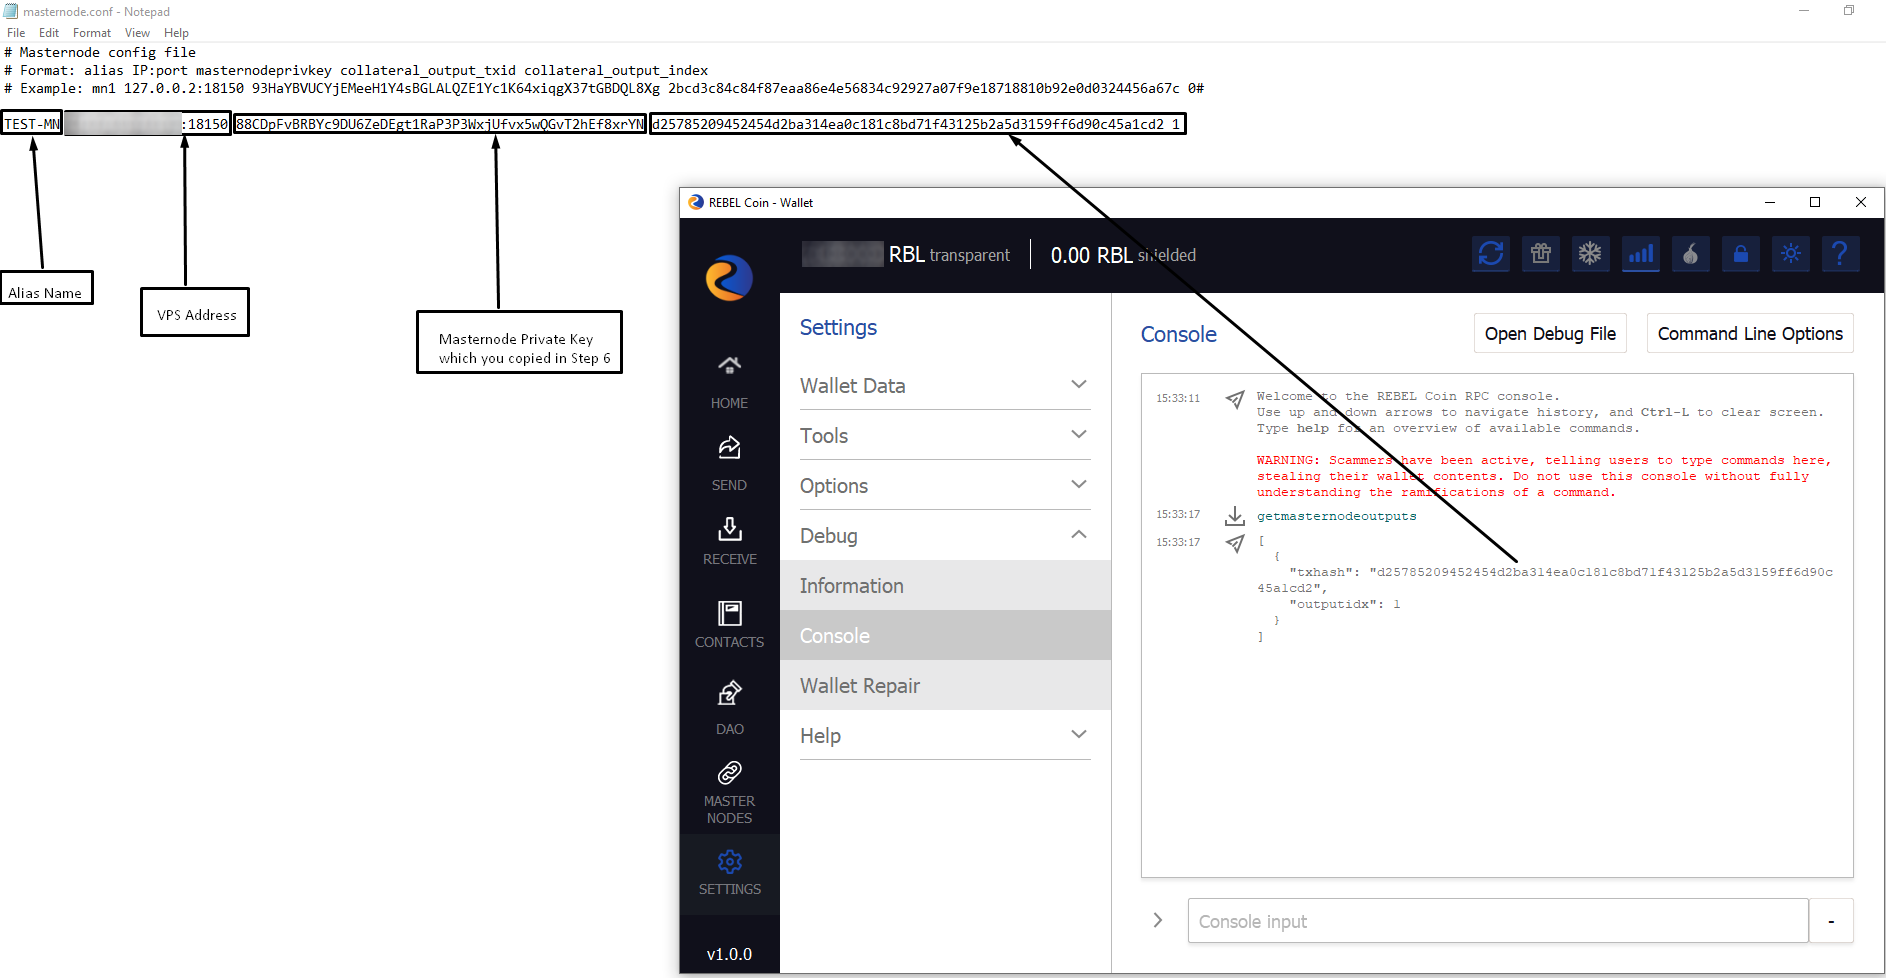 masternode.conf - Notepad
File Edit Format View Help
# Masternode config file
# Format: alias IP:port masternodeprivkey collateral_output_txid collateral_output_index
# Example: mn1 127.0.0.2:18150 93HaYBVUCYjEMeeH1Y4sBGLALQZE1Yc1K64xiqgX37tGBDQL8Xg 2bcd3c84c84f87eaa86e4e56834c92927a07f9e18718810b92e0d0324456a67c 0#
TEST-MN :18150 88CDpFvBRBYc9DU6ZeDEgt1RaP3P3WxjUfvx5wQGvT2hEf8xrYN d25785209452454d2ba314ea0c181c8bd71f43125b2a5d3159ff6d90c45a1cd2 1
Alias Name
VPS Address
Masternode Private Key
which you copied in Step 6
REBEL Coin - Wallet
RBL transparent
0.00 RBL shielded
HOME
SEND
RECEIVE
CONTACTS
DAO
MASTER
NODES
SETTINGS
v1.0.0
Settings
Wallet Data
Tools
Options
Debug
Information
Console
Wallet Repair
Help
Console
Open Debug File
Command Line Options
15:33:11 Welcome to the REBEL Coin RPC console.
Use up and down arrows to navigate history, and Ctrl-L to clear screen.
Type help for an overview of available commands.
WARNING: Scammers have been active, telling users to type commands here,
stealing their wallet contents. Do not use this console without fully
understanding the ramifications of a command.
15:33:17 getmasternodeoutputs
15:33:17 [
{
"txhash": "d25785209452454d2ba314ea0c181c8bd71f43125b2a5d3159ff6d90c
45a1cd2",
"outputidx": 1
}
]
Console input
-